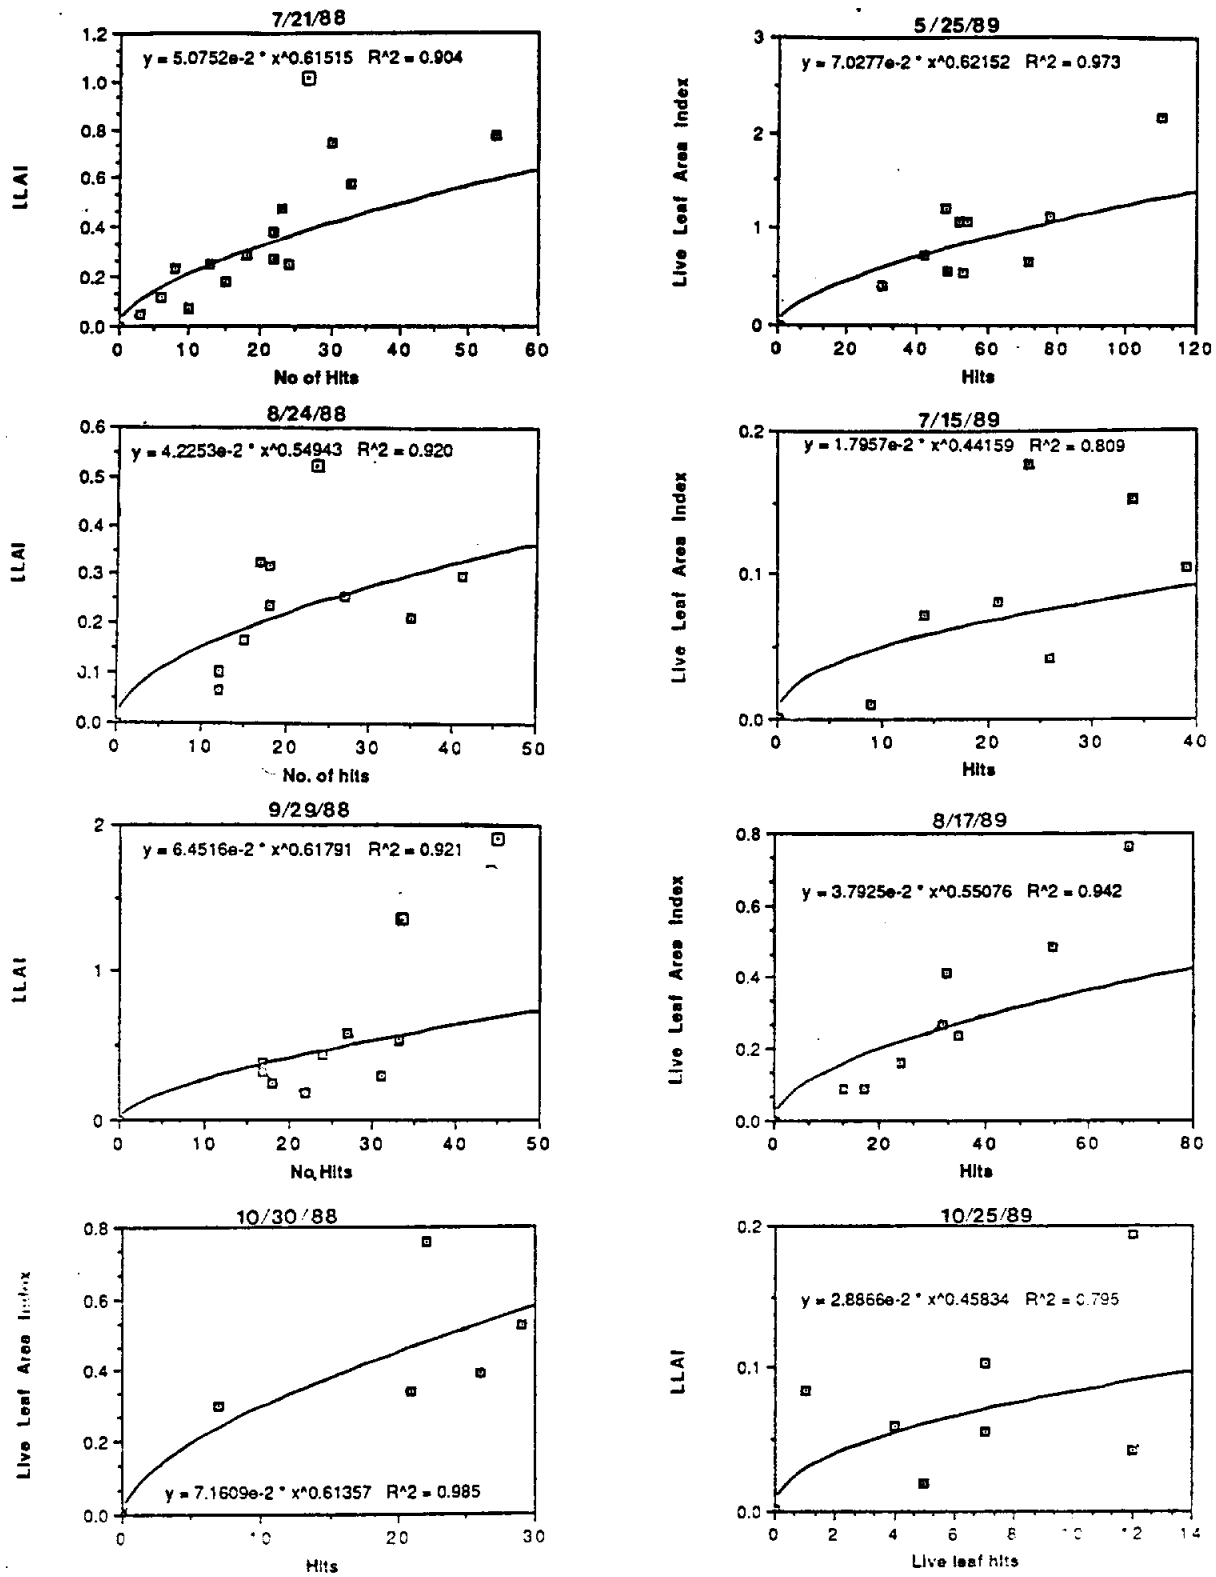 7/21/88
y = 5.0752e-2 * x^0.61515 R^2 = 0.904
1.2
1.0
0.8
0.6
0.4
0.2
0.0
LLAI
0 10 20 30 40 50 60
No of Hits
5/25/89
y = 7.0277e-2 * x^0.62152 R^2 = 0.973
3
2
1
0
Live Leaf Area Index
0 20 40 60 80 100 120
Hits
8/24/88
y = 4.2253e-2 * x^0.54943 R^2 = 0.920
0.6
0.5
0.4
0.3
0.2
0.1
0.0
LLAI
0 10 20 30 40 50
No. of hits
7/15/89
y = 1.7957e-2 * x^0.44159 R^2 = 0.809
0.2
0.1
0.0
Live Leaf Area Index
0 10 20 30 40
Hits
9/29/88
y = 6.4516e-2 * x^0.61791 R^2 = 0.921
2
1
0
LLAI
0 10 20 30 40 50
No. Hits
8/17/89
y = 3.7925e-2 * x^0.55076 R^2 = 0.942
0.8
0.6
0.4
0.2
0.0
Live Leaf Area Index
0 20 40 60 80
Hits
10/30/88
0.8
0.6
0.4
0.2
0.0
Live Leaf Area Index
y = 7.1609e-2 * x^0.61357 R^2 = 0.985
0 10 20 30
Hits
10/25/89
y = 2.8866e-2 * x^0.45834 R^2 = 0.795
0.2
0.1
0.0
LLAI
0 2 4 6 8 10 12 14
Live leaf hits